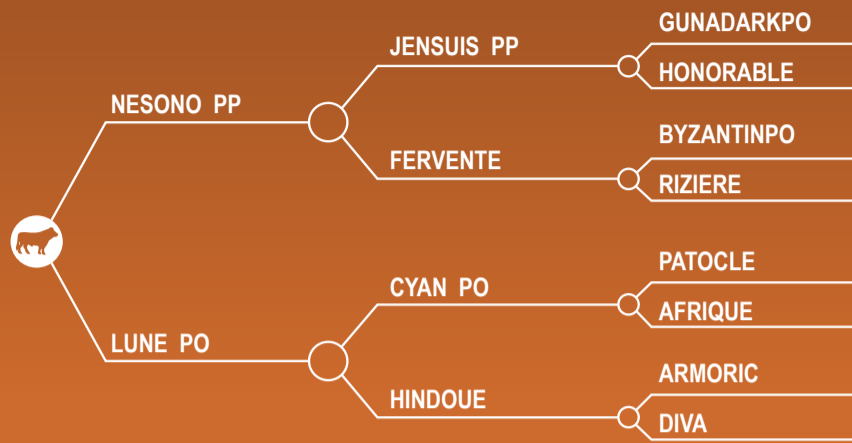 GUNADARKPO
JENSUIS PP
HONORABLE
NESONO PP
BYZANTINPO
FERVENTE
RIZIERE
PATOCLE
CYAN PO
AFRIQUE
LUNE PO
ARMORIC
HINDOUE
DIVA